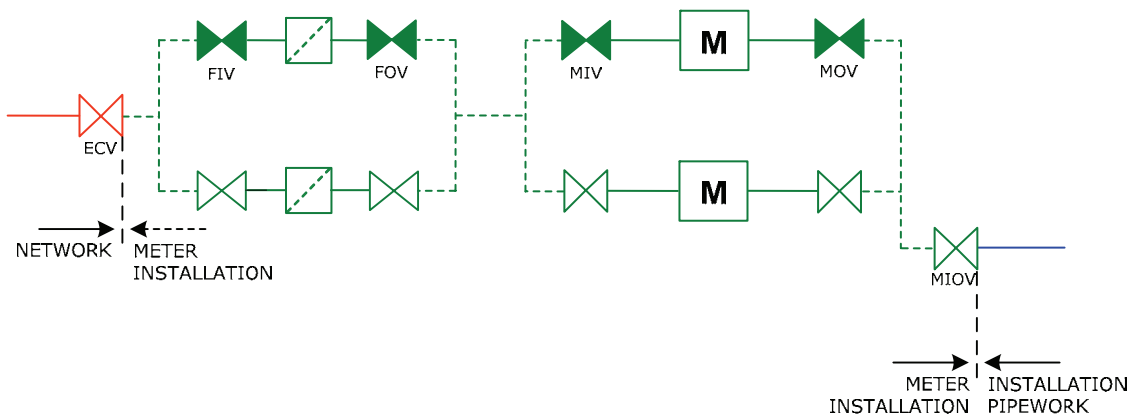 FIV
FOV
MIV
M
MOV
ECV
M
NETWORK
METER
INSTALLATION
MIOV
METER
INSTALLATION
INSTALLATION
PIPEWORK